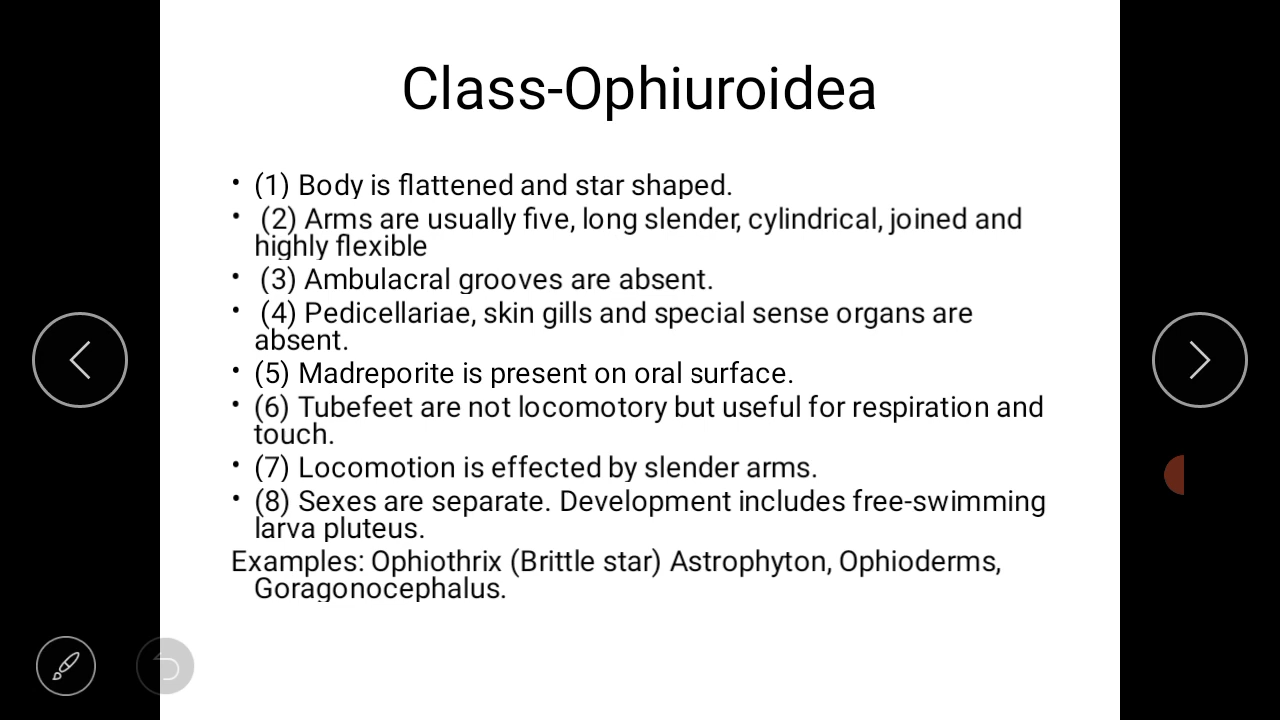 Class-Ophiuroidea
• (1) Body is flattened and star shaped.
• (2) Arms are usually five, long slender, cylindrical, joined and
highly flexible
• (3) Ambulacral grooves are absent.
• (4) Pedicellariae, skin gills and special sense organs are
absent.
• (5) Madreporite is present on oral surface.
• (6) Tubefeet are not locomotory but useful for respiration and
touch.
• (7) Locomotion is effected by slender arms.
• (8) Sexes are separate. Development includes free-swimming
larva pluteus.
Examples: Ophiothrix (Brittle star) Astrophyton, Ophioderms,
Goragonocephalus.